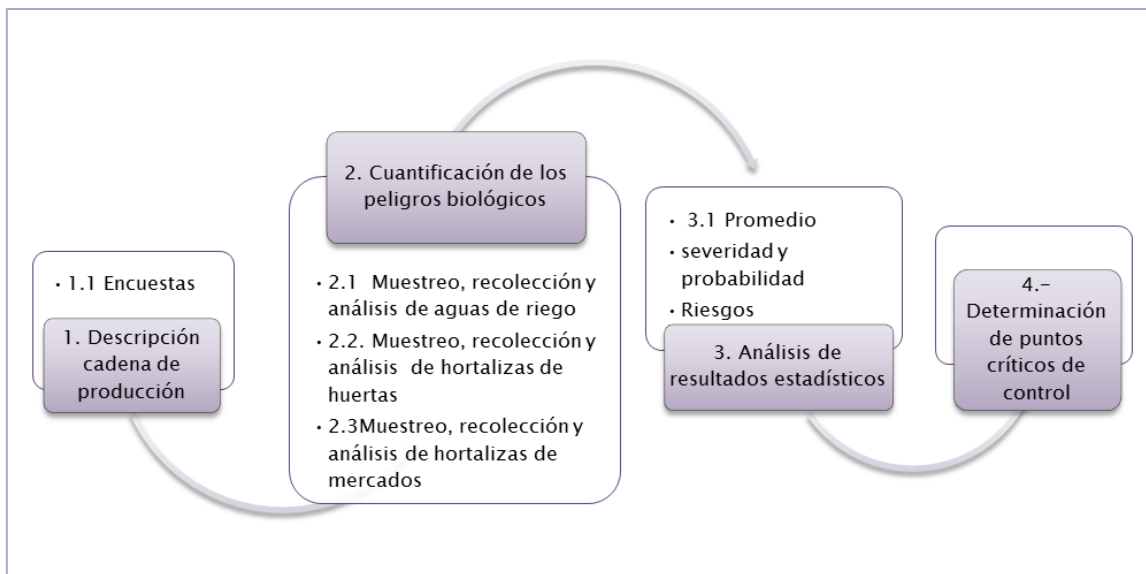 • 1.1 Encuestas
1. Descripción
cadena de
producción
2. Cuantificación de los
peligros biológicos
• 2.1 Muestreo, recolección y
análisis de aguas de riego
• 2.2. Muestreo, recolección y
análisis de hortalizas de
huertas
• 2.3Muestreo, recolección y
análisis de hortalizas de
mercados
• 3.1 Promedio
• severidad y
probabilidad
• Riesgos
3. Análisis de
resultados estadísticos
4.-
Determinación
de puntos
críticos de
control